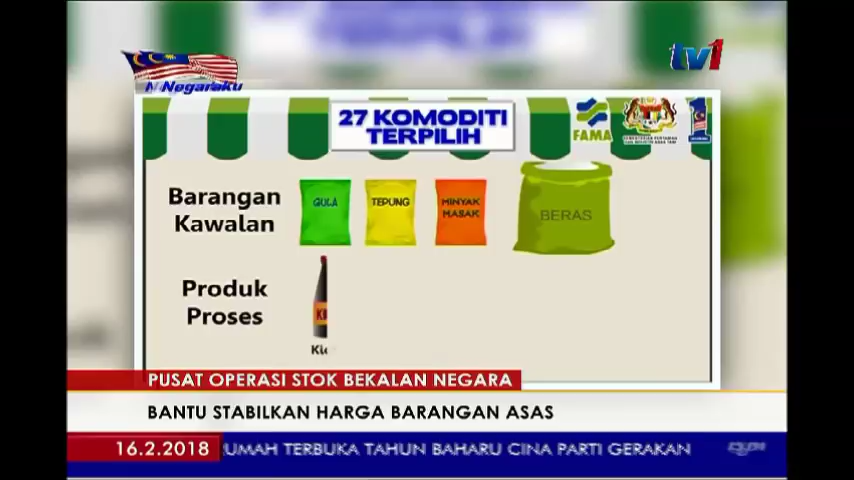 tv1
Negaraku
27 KOMODITI
TERPILIH
FAMA
Barangan
Kawalan
GULA
TEPUNG
MINYAK
MASAK
BERAS
Produk
Proses
PUSAT OPERASI STOK BEKALAN NEGARA
BANTU STABILKAN HARGA BARANGAN ASAS
16.2.2018
UMAH TERBUKA TAHUN BAHARU CINA PARTI GERAKAN